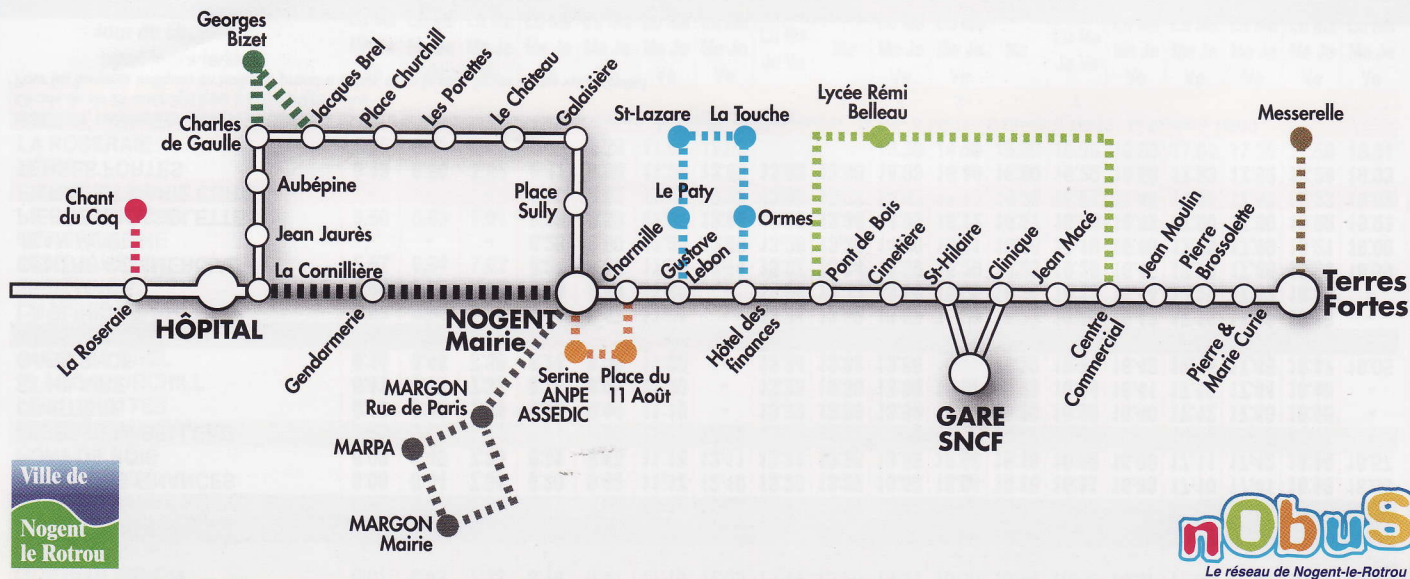 Georges
Bizet
Jacques Brel
Place Churchill
Les Porettes
Le Château
Galaisière
St-Lazare
La Touche
Lycée Rémi
Belleau
Messerelle
Charles
de Gaulle
Aubépine
Jean Jaurès
Chant
du Coq
Place
Sully
Le Paty
Ormes
La Cornillière
Charmille
Gustave
Lebon
Pont de Bois
Cimetière
St-Hilaire
Clinique
Jean Macé
Jean Moulin
Pierre
Brossolette
Terres
Fortes
La Roseraie
HÔPITAL
Gendarmerie
NOGENT
Mairie
Hôtel des
finances
Centre
Commercial
Pierre &
Marie Curie
Serine
ANPE
ASSEDIC
Place du
11 Août
GARE
SNCF
MARGON
Rue de Paris
MARPA
MARGON
Mairie
Ville de
Nogent
le Rotrou
nObuS
Le réseau de Nogent-le-Rotrou